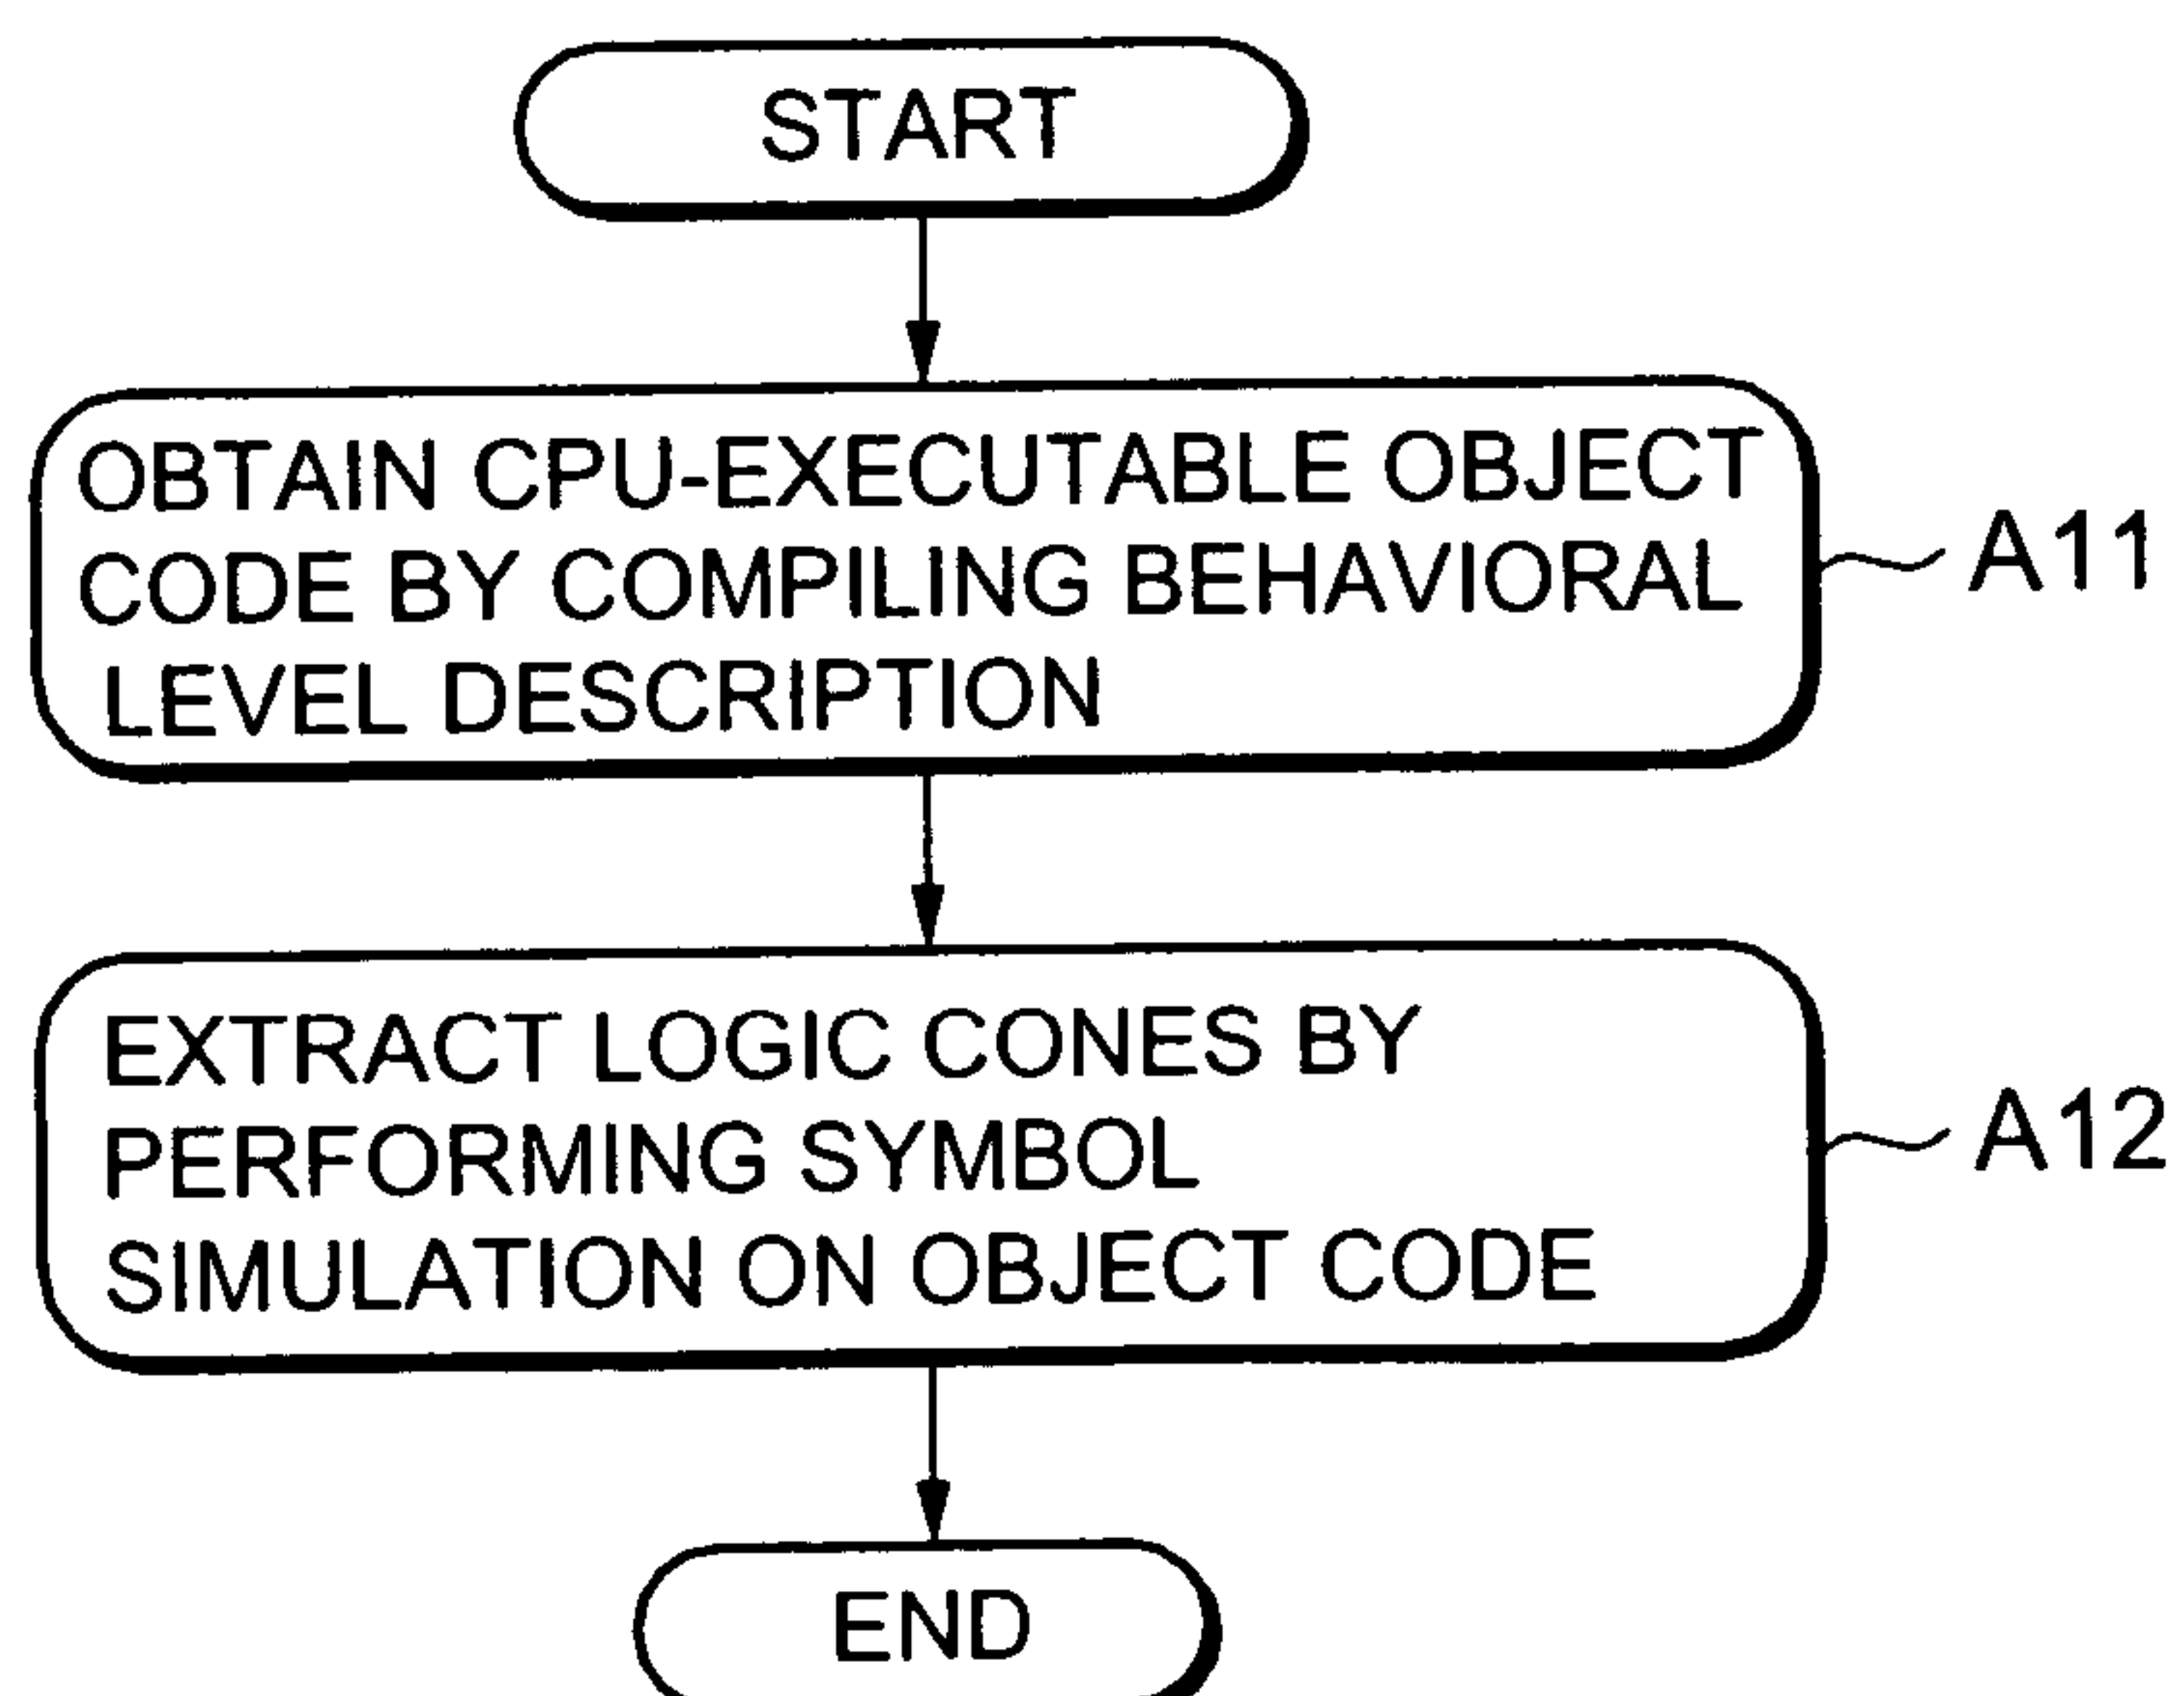 START
OBTAIN CPU-EXECUTABLE OBJECT
CODE BY COMPILING BEHAVIORAL
LEVEL DESCRIPTION
A11
EXTRACT LOGIC CONES BY
PERFORMING SYMBOL
SIMULATION ON OBJECT CODE
A12
END